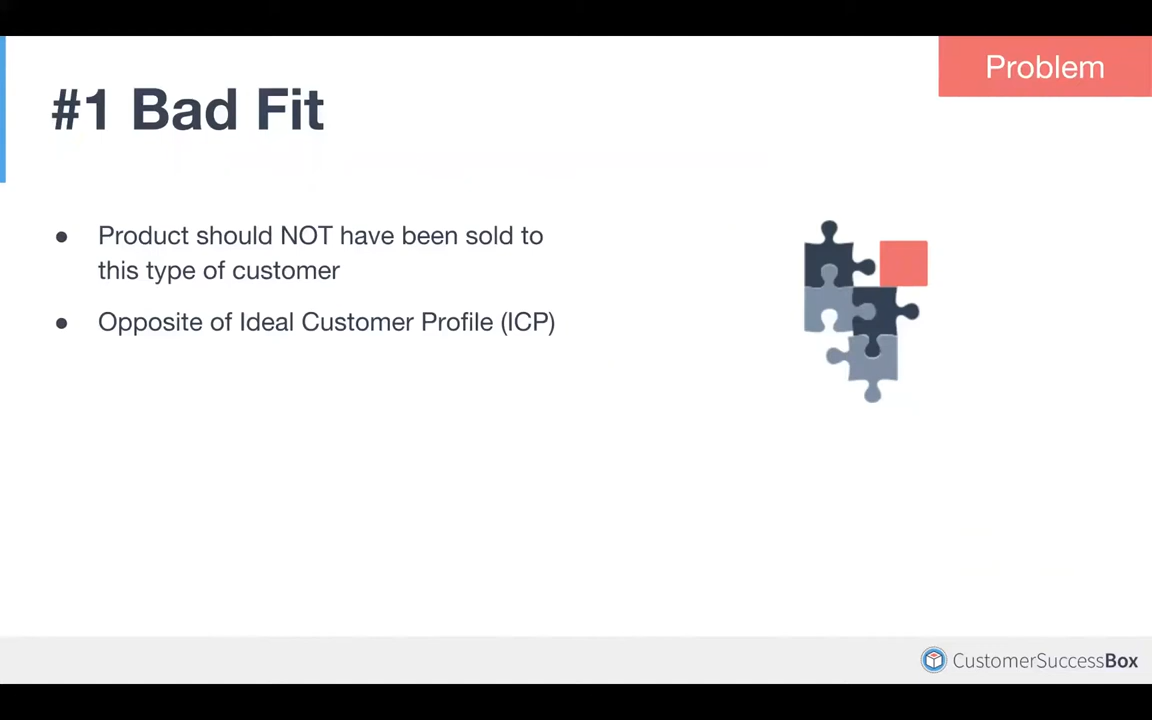 Problem
#1 Bad Fit
● Product should NOT have been sold to
this type of customer
● Opposite of Ideal Customer Profile (ICP)
CustomerSuccessBox